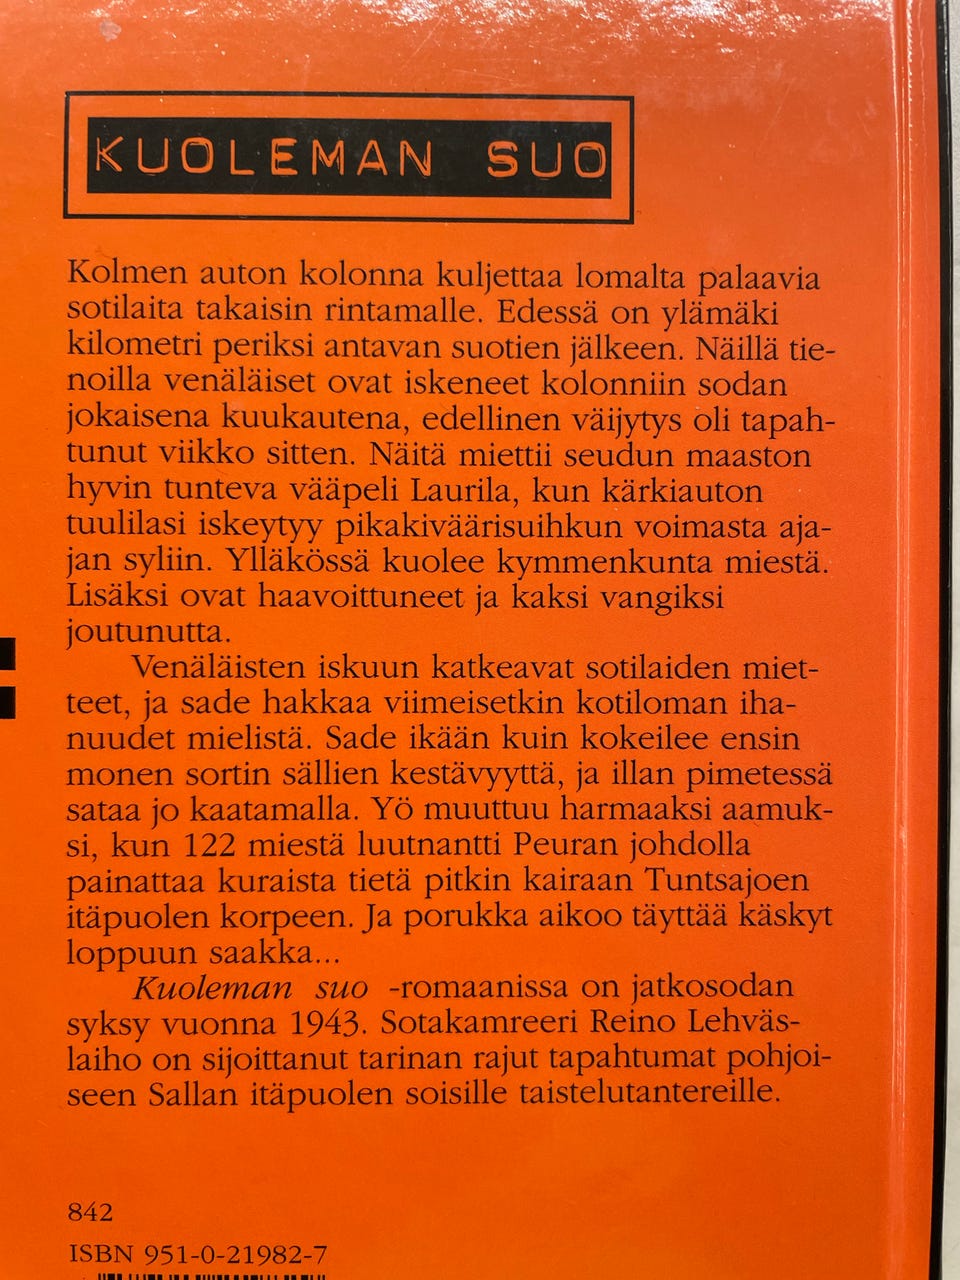 KUOLEMAN SUO
Kolmen auton kolonna kuljettaa lomalta palaavia
sotilaita takaisin rintamalle. Edessä on ylämäki
kilometri periksi antavan suotien jälkeen. Näillä tie-
noilla venäläiset ovat iskeneet kolonniin sodan
jokaisena kuukautena, edellinen väijytys oli tapah-
tunut viikko sitten. Näitä miettii seudun maaston
hyvin tunteva vääpeli Laurila, kun kärkiauton
tuulilasi iskeytyy pikakiväärisuihkun voimasta aja-
jan syliin. Ylläkössä kuolee kymmenkunta miestä.
Lisäksi ovat haavoittuneet ja kaksi vangiksi
joutunutta.
Venäläisten iskuun katkeavat sotilaiden miet-
teet, ja sade hakkaa viimeisetkin kotiloman iha-
nuudet mielistä. Sade ikään kuin kokeilee ensin
monen sortin sällien kestävyyttä, ja illan pimetessä
sataa jo kaatamalla. Yö muuttuu harmaaksi aamuk-
si, kun 122 miestä luutnantti Peuran johdolla
painattaa kuraista tietä pitkin kairaan Tuntsajoen
itäpuolen korpeen. Ja porukka aikoo täyttää käskyt
loppuun saakka...
Kuoleman suo -romaanissa on jatkosodan
syksy vuonna 1943. Sotakamreeri Reino Lehväs-
laiho on sijoittanut tarinan rajut tapahtumat pohjoi-
seen Sallan itäpuolen soisille taistelutantereille.
842
ISBN 951-0-21982-7